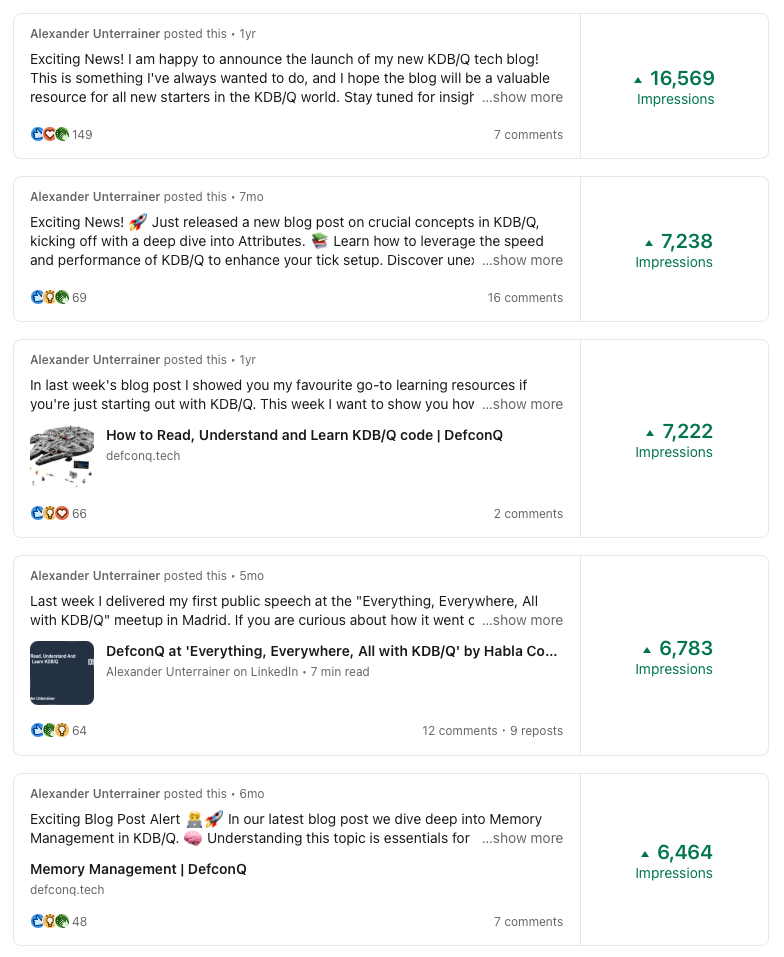 Alexander Unterrainer posted this • 1yr
Exciting News! I am happy to announce the launch of my new KDB/Q tech blog!
This is something I've always wanted to do, and I hope the blog will be a valuable
resource for all new starters in the KDB/Q world. Stay tuned for insigh ...show more
149
7 comments
▲ 16,569
Impressions
Alexander Unterrainer posted this • 7mo
Exciting News! 🚀 Just released a new blog post on crucial concepts in KDB/Q,
kicking off with a deep dive into Attributes. 📚 Learn how to leverage the speed
and performance of KDB/Q to enhance your tick setup. Discover unex ...show more
69
16 comments
▲ 7,238
Impressions
Alexander Unterrainer posted this • 1yr
In last week's blog post I showed you my favourite go-to learning resources if
you're just starting out with KDB/Q. This week I want to show you how ...show more
How to Read, Understand and Learn KDB/Q code | DefconQ
defconq.tech
66
2 comments
▲ 7,222
Impressions
Alexander Unterrainer posted this • 5mo
Last week I delivered my first public speech at the "Everything, Everywhere, All
with KDB/Q" meetup in Madrid. If you are curious about how it went ...show more
Read, Understand And
Learn KDB/Q
DefconQ at 'Everything, Everywhere, All with KDB/Q' by Habla Co...
Alexander Unterrainer on LinkedIn • 7 min read
64
12 comments • 9 reposts
▲ 6,783
Impressions
Alexander Unterrainer posted this • 6mo
Exciting Blog Post Alert 👨‍💻🚀 In our latest blog post we dive deep into Memory
Management in KDB/Q. 🧠 Understanding this topic is essentials for ...show more
Memory Management | DefconQ
defconq.tech
48
7 comments
▲ 6,464
Impressions